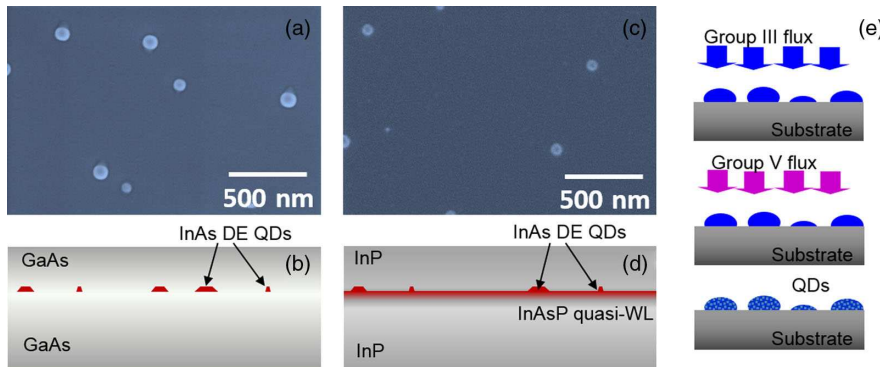 (a)
500 nm
InAs DE QDs
(b)
GaAs
GaAs
(c)
500 nm
InAs DE QDs
(d)
InP
InAsP quasi-WL
InP
(e)
Group III flux
Substrate
Group V flux
Substrate
QDs
Substrate